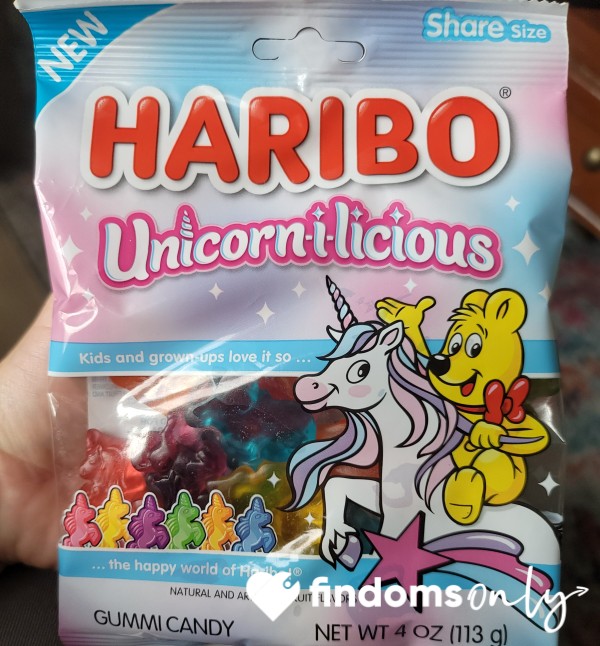 NEW
Share Size
HARIBO®
Unicorn-i-licious
Kids and grown-ups love it so ...
... the happy world of Haribo!®
NATURAL AND
findomsonly
GUMMI CANDY
NET WT 4 OZ (113 g)